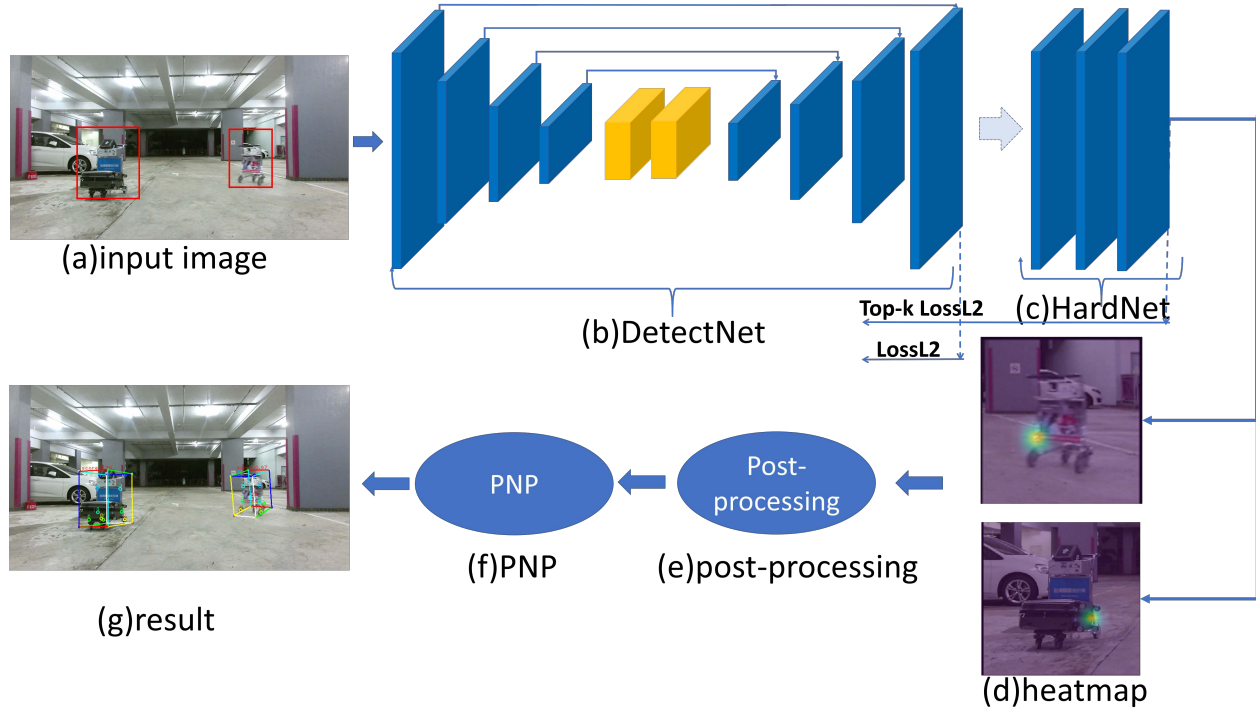 (a)input image
(b)DetectNet
(c)HardNet
Top-k LossL2
LossL2
(d)heatmap
Post-
processing
(e)post-processing
PNP
(f)PNP
(g)result